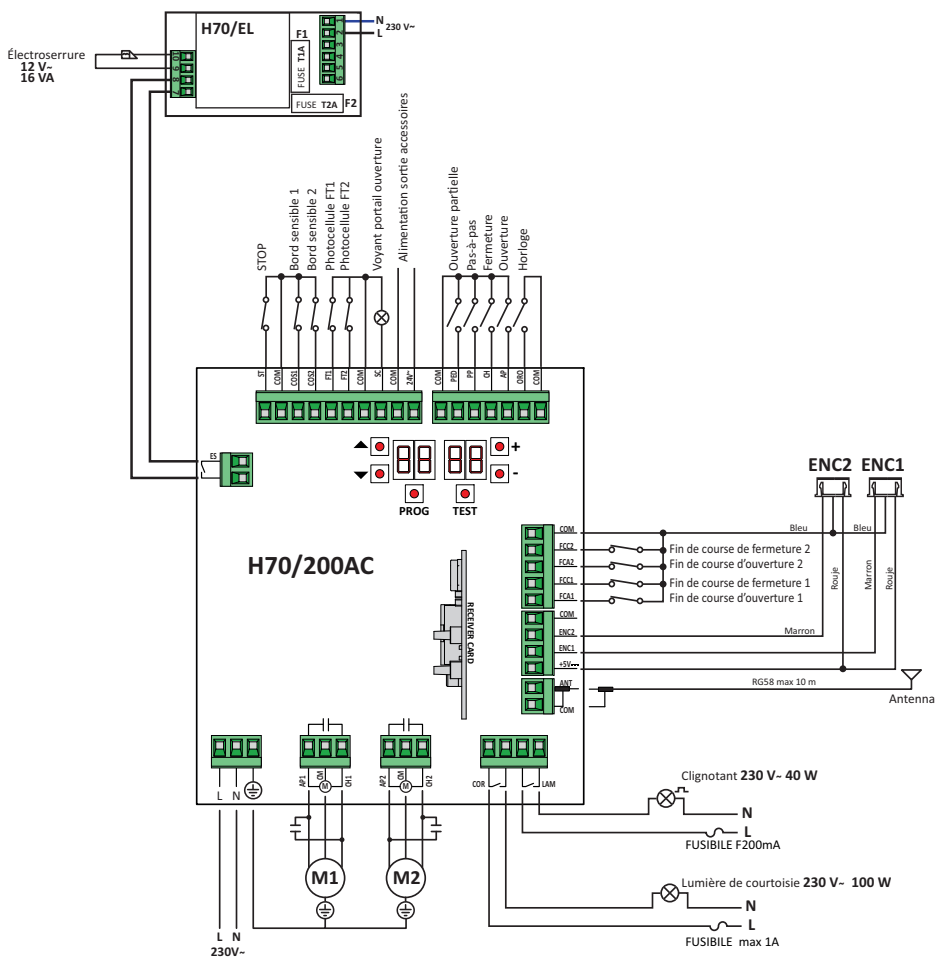 H70/EL
F1
FUSE T1A
FUSE T2A
F2
1
2
3
4
5
6
N
L
230 V~
Électroserrure
12 V~
16 VA
10
9
8
7
STOP
Bord sensible 1
Bord sensible 2
Photocellule FT1
Photocellule FT2
Voyant portail ouverture
Alimentation sortie accessoires
Ouverture partielle
Pas-à-pas
Fermeture
Ouverture
Horloge
ST
COM
COS1
COS2
FT1
FT2
COM
SC
COM
24V~
COM
PED
PP
CH
AP
ORO
COM
ES
+
-
PROG
TEST
H70/200AC
RECEIVER CARD
ENC2
ENC1
COM
FCC2
FCA2
FCC1
FCA1
COM
ENC2
ENC1
+5V
ANT
COM
Bleu
Bleu
Fin de course de fermeture 2
Fin de course d'ouverture 2
Fin de course de fermeture 1
Fin de course d'ouverture 1
Rouje
Marron
Rouje
Marron
RG58 max 10 m
Antenna
L
N
AP1
CM
CH1
M
AP2
CM
CH2
M
COR
LAM
M1
M2
L
N
230V~
Clignotant 230 V~ 40 W
N
L
FUSIBILE F200mA
Lumière de courtoisie 230 V~ 100 W
N
L
FUSIBILE max 1A